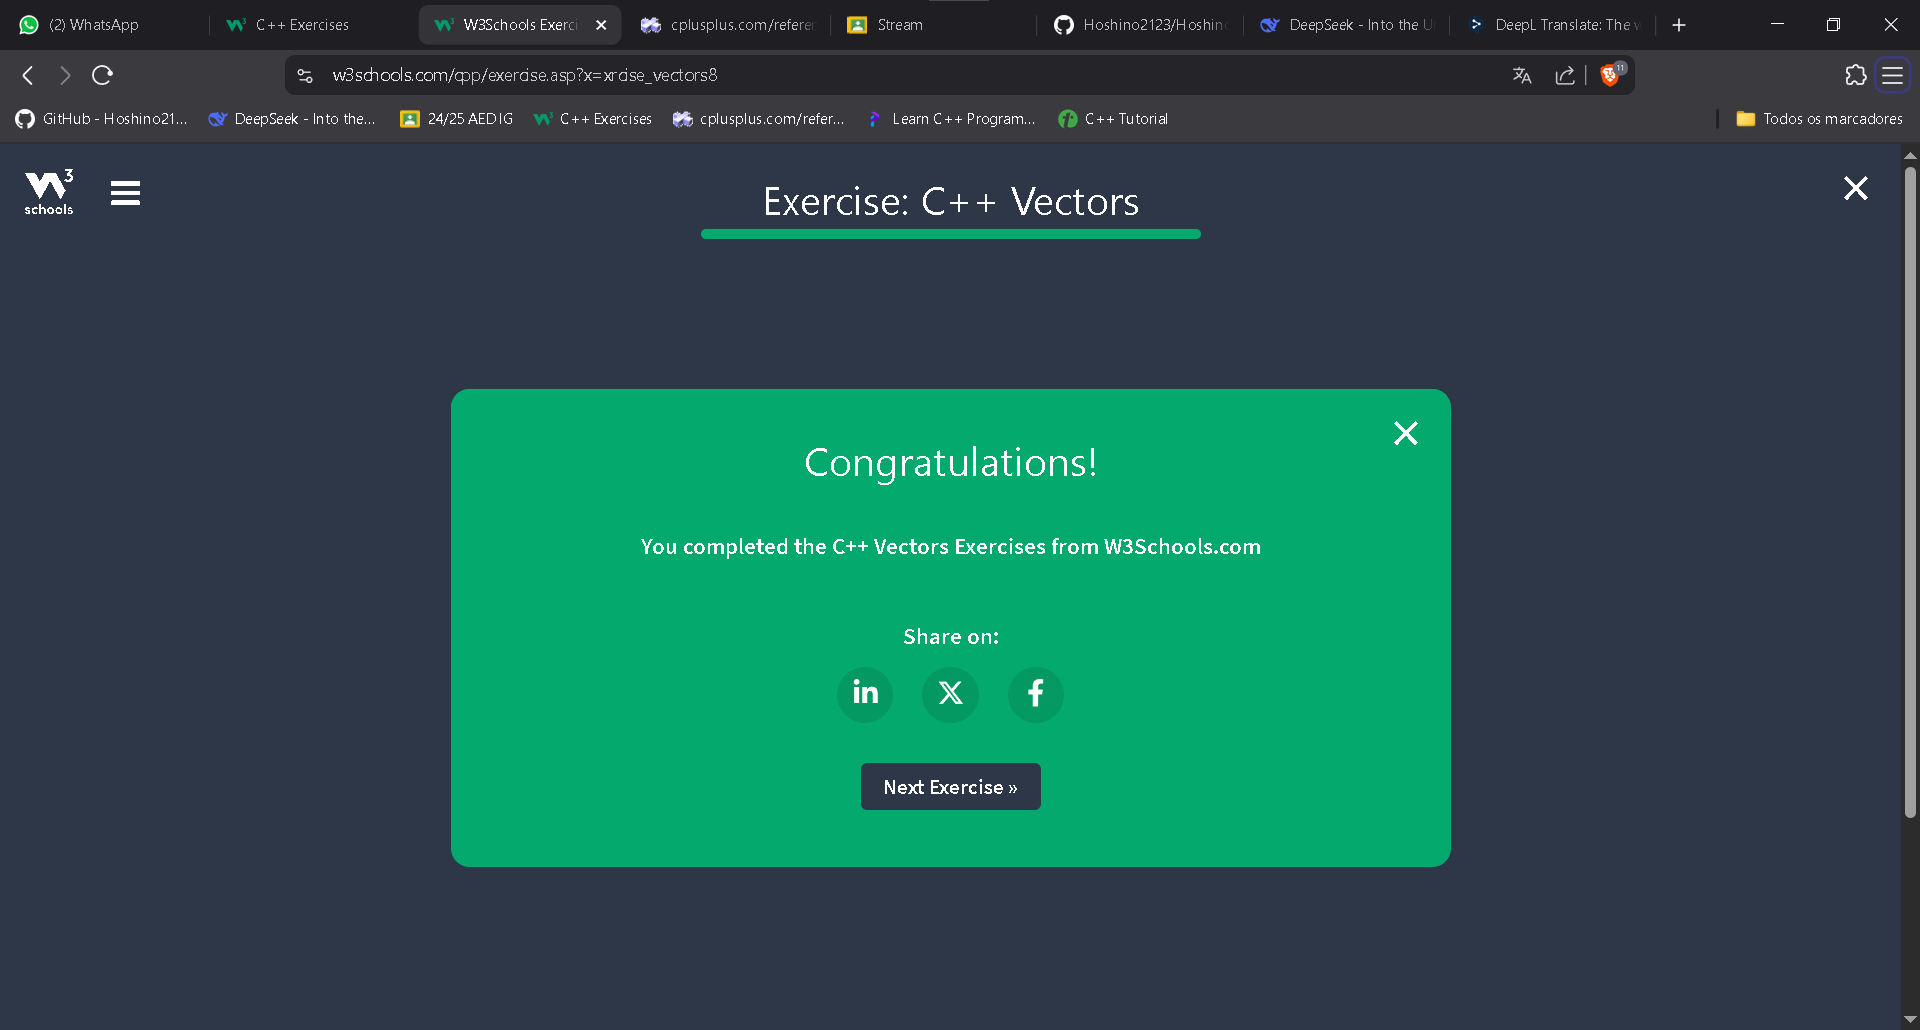 (2) WhatsApp
C++ Exercises
W3Schools Exerci
cplusplus.com/refere
Stream
Hoshino2123/Hoshino
DeepSeek - Into the U
DeepL Translate: The w
w3schools.com/cpp/exercise.asp?x=xrcise_vectors8
11
GitHub - Hoshino21...
DeepSeek - Into the...
24/25 AEDIG
C++ Exercises
cplusplus.com/refer...
Learn C++ Program...
C++ Tutorial
Todos os marcadores
W3
schools
Exercise: C++ Vectors
Congratulations!
You completed the C++ Vectors Exercises from W3Schools.com
Share on:
in X f
Next Exercise »